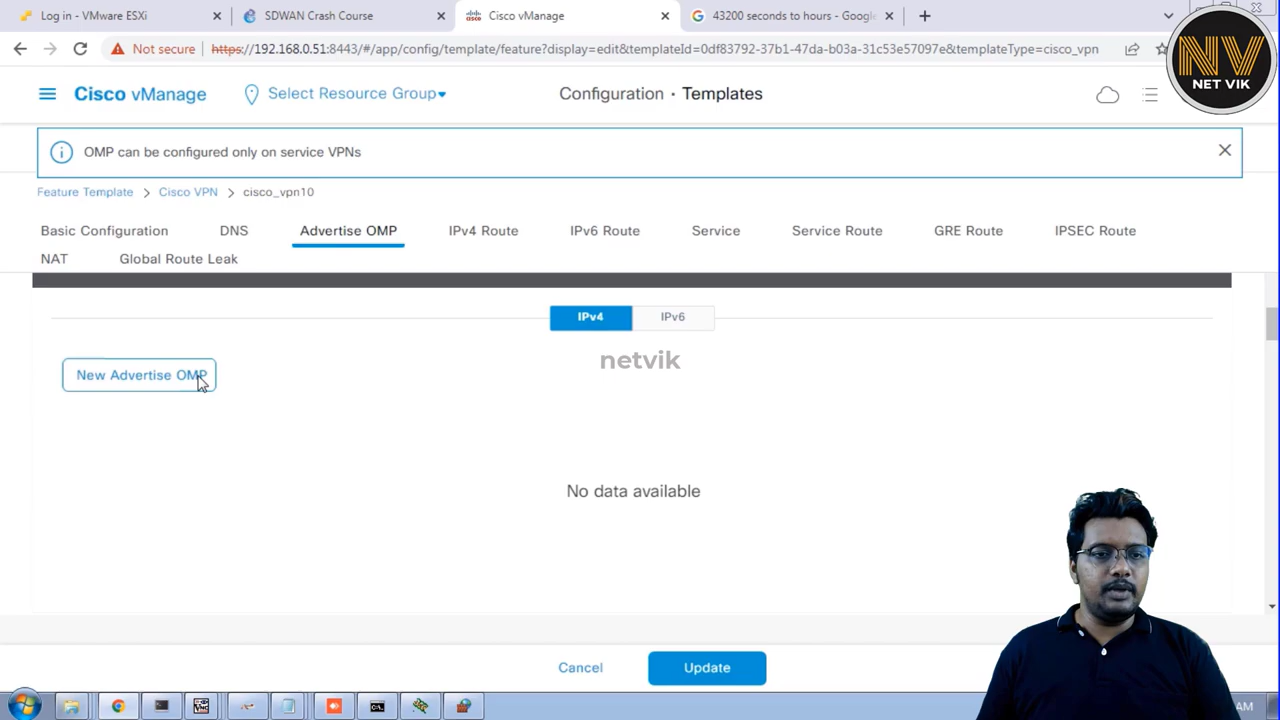 Log in - VMware ESXi
SDWAN Crash Course
Cisco vManage
43200 seconds to hours - Google
Not secure
https://192.168.0.51:8443/#/app/config/template/feature?display=edit&templateId=0df83792-37b1-47da-b03a-31c53e57097e&templateType=cisco_vpn
NV
NET VIK
Cisco vManage
Select Resource Group
Configuration · Templates
OMP can be configured only on service VPNs
Feature Template > Cisco VPN > cisco_vpn10
Basic Configuration
DNS
Advertise OMP
IPv4 Route
IPv6 Route
Service
Service Route
GRE Route
IPSEC Route
NAT
Global Route Leak
IPv4
IPv6
netvik
New Advertise OMP
No data available
Cancel
Update
AM